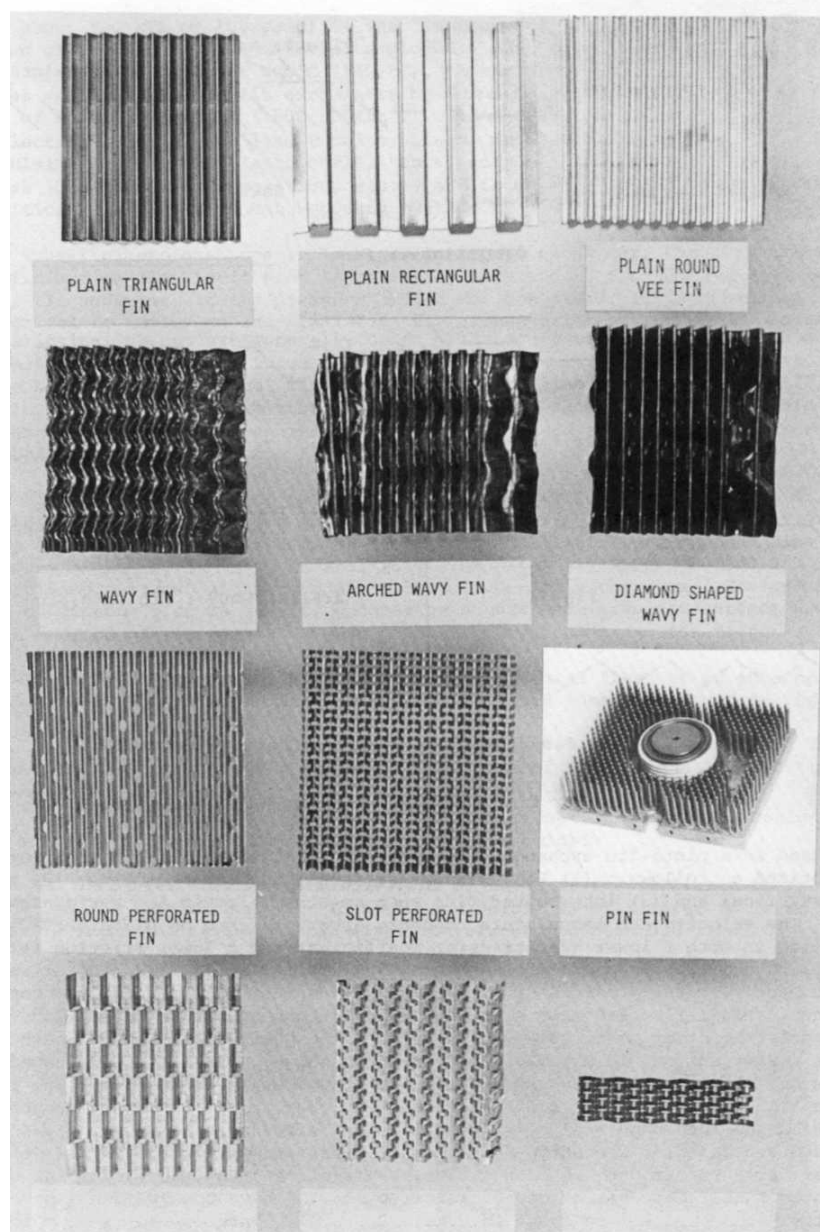 PLAIN TRIANGULAR
FIN
PLAIN RECTANGULAR
FIN
PLAIN ROUND
VEE FIN
WAVY FIN
ARCHED WAVY FIN
DIAMOND SHAPED
WAVY FIN
ROUND PERFORATED
FIN
SLOT PERFORATED
FIN
PIN FIN